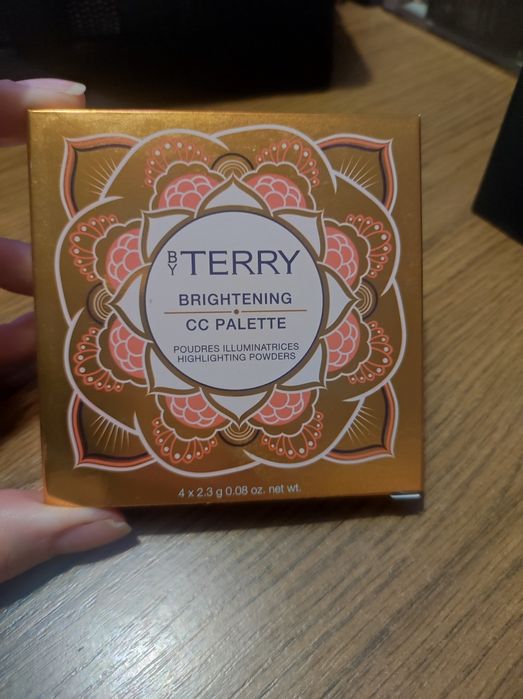 BY TERRY
BRIGHTENING
CC PALETTE
POUDRES ILLUMINATRICES
HIGHLIGHTING POWDERS
4 x 2.3 g 0.08 oz. net wt.